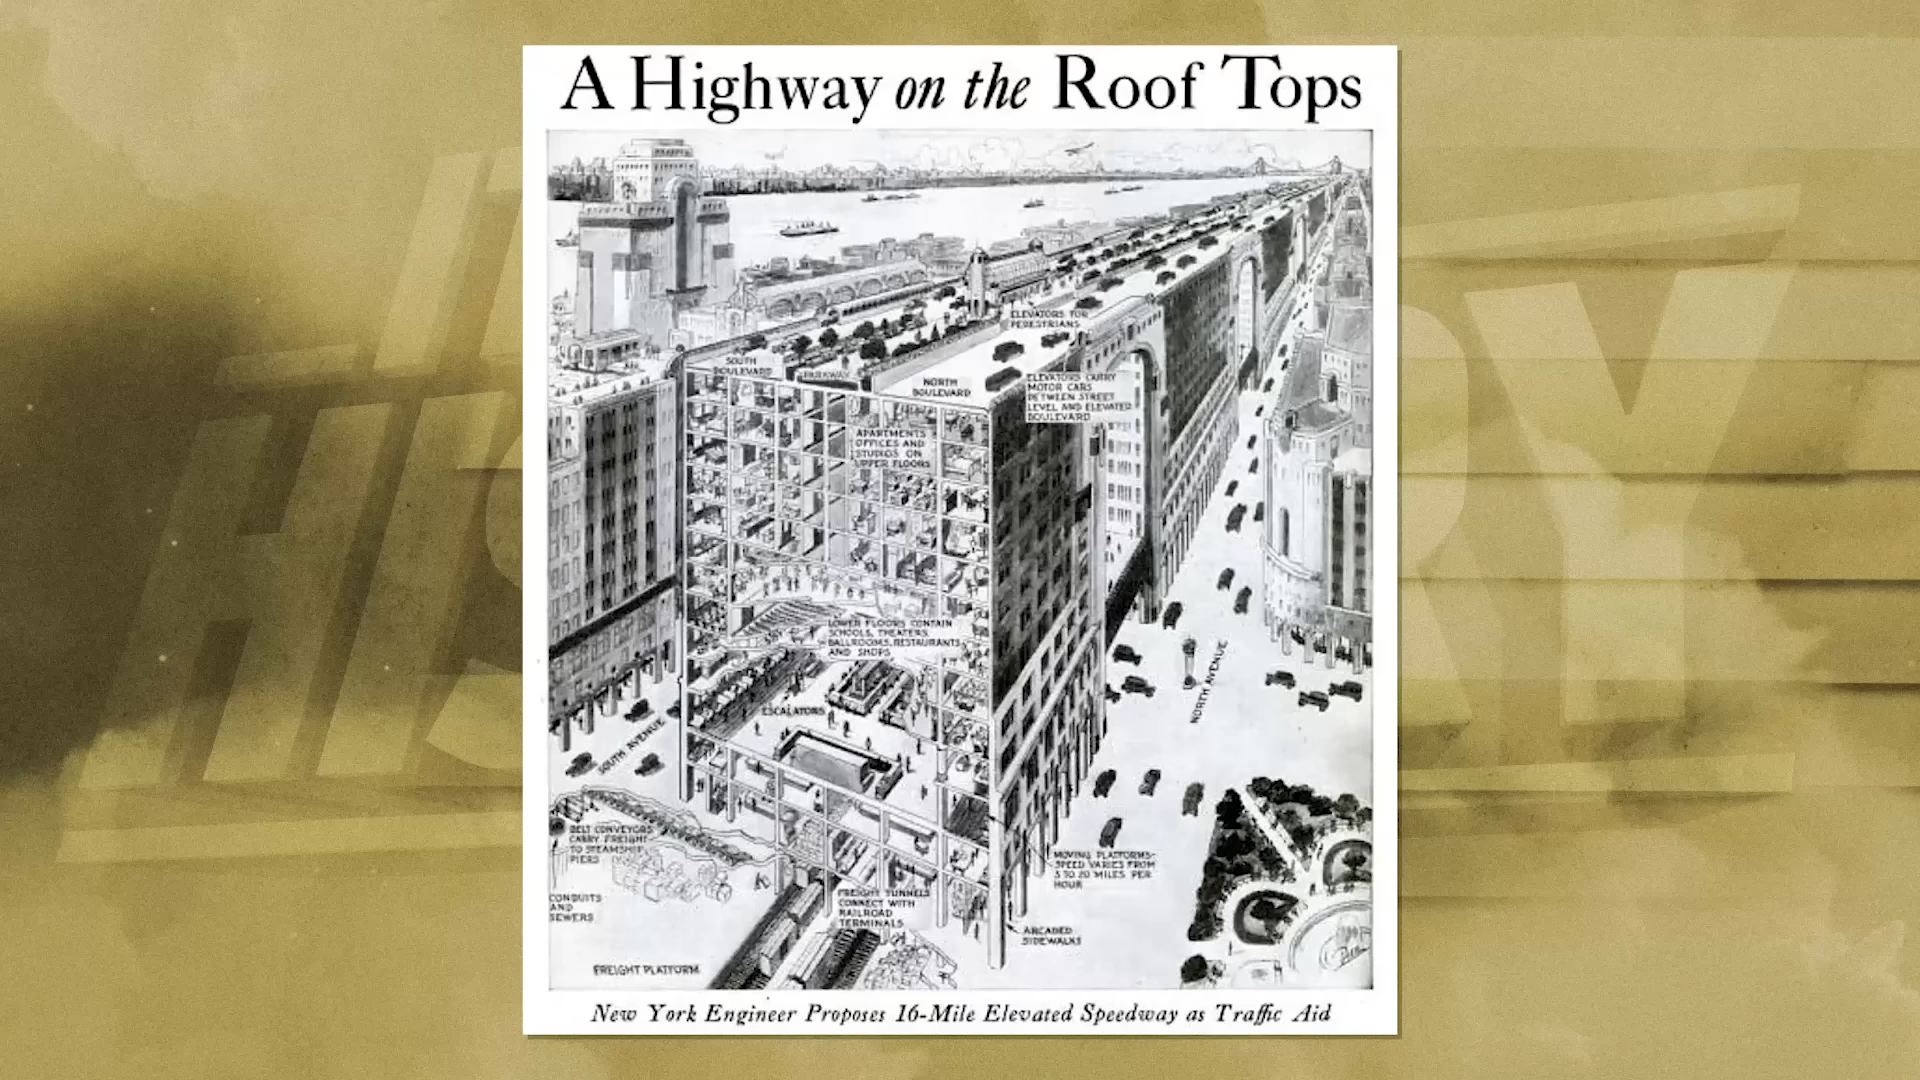 A Highway on the Roof Tops
ELEVATORS FOR
PEDESTRIANS
SOUTH
BOULEVARD
PARKWAY
NORTH
BOULEVARD
ELEVATORS CARRY
MOTOR CARS
BETWEEN STREET
LEVEL AND ELEVATED
BOULEVARD
APARTMENTS
OFFICES AND
STUDIOS ON
UPPER FLOORS
LOWER FLOORS CONTAIN
SCHOOLS, THEATERS,
BALLROOMS, RESTAURANTS
AND SHOPS
ESCALATORS
SOUTH AVENUE
NORTH AVENUE
BELT CONVEYORS
CARRY FREIGHT
TO STEAMSHIP
PIERS
MOVING PLATFORMS-
SPEED VARIES FROM
3 TO 20 MILES PER
HOUR
CONDUITS
AND
SEWERS
FREIGHT TUNNELS
CONNECT WITH
RAILROAD
TERMINALS
ARCADED
SIDEWALKS
FREIGHT PLATFORM
New York Engineer Proposes 16-Mile Elevated Speedway as Traffic Aid
HISTORY